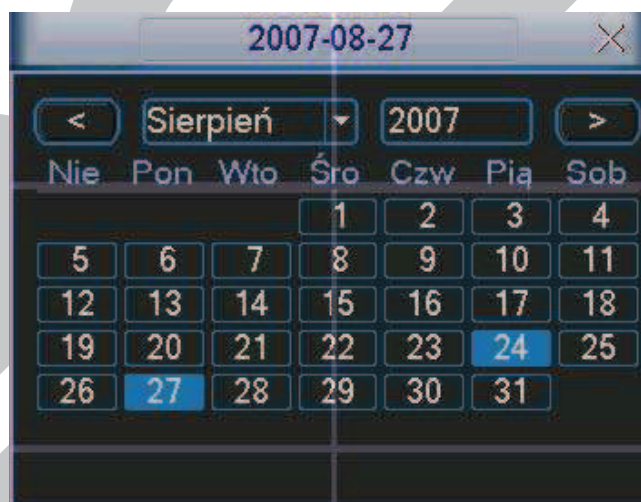 2007-08-27
< Sierpień 2007 >
Nie Pon Wto Śro Czw Pią Sob
1 2 3 4
5 6 7 8 9 10 11
12 13 14 15 16 17 18
19 20 21 22 23 24 25
26 27 28 29 30 31